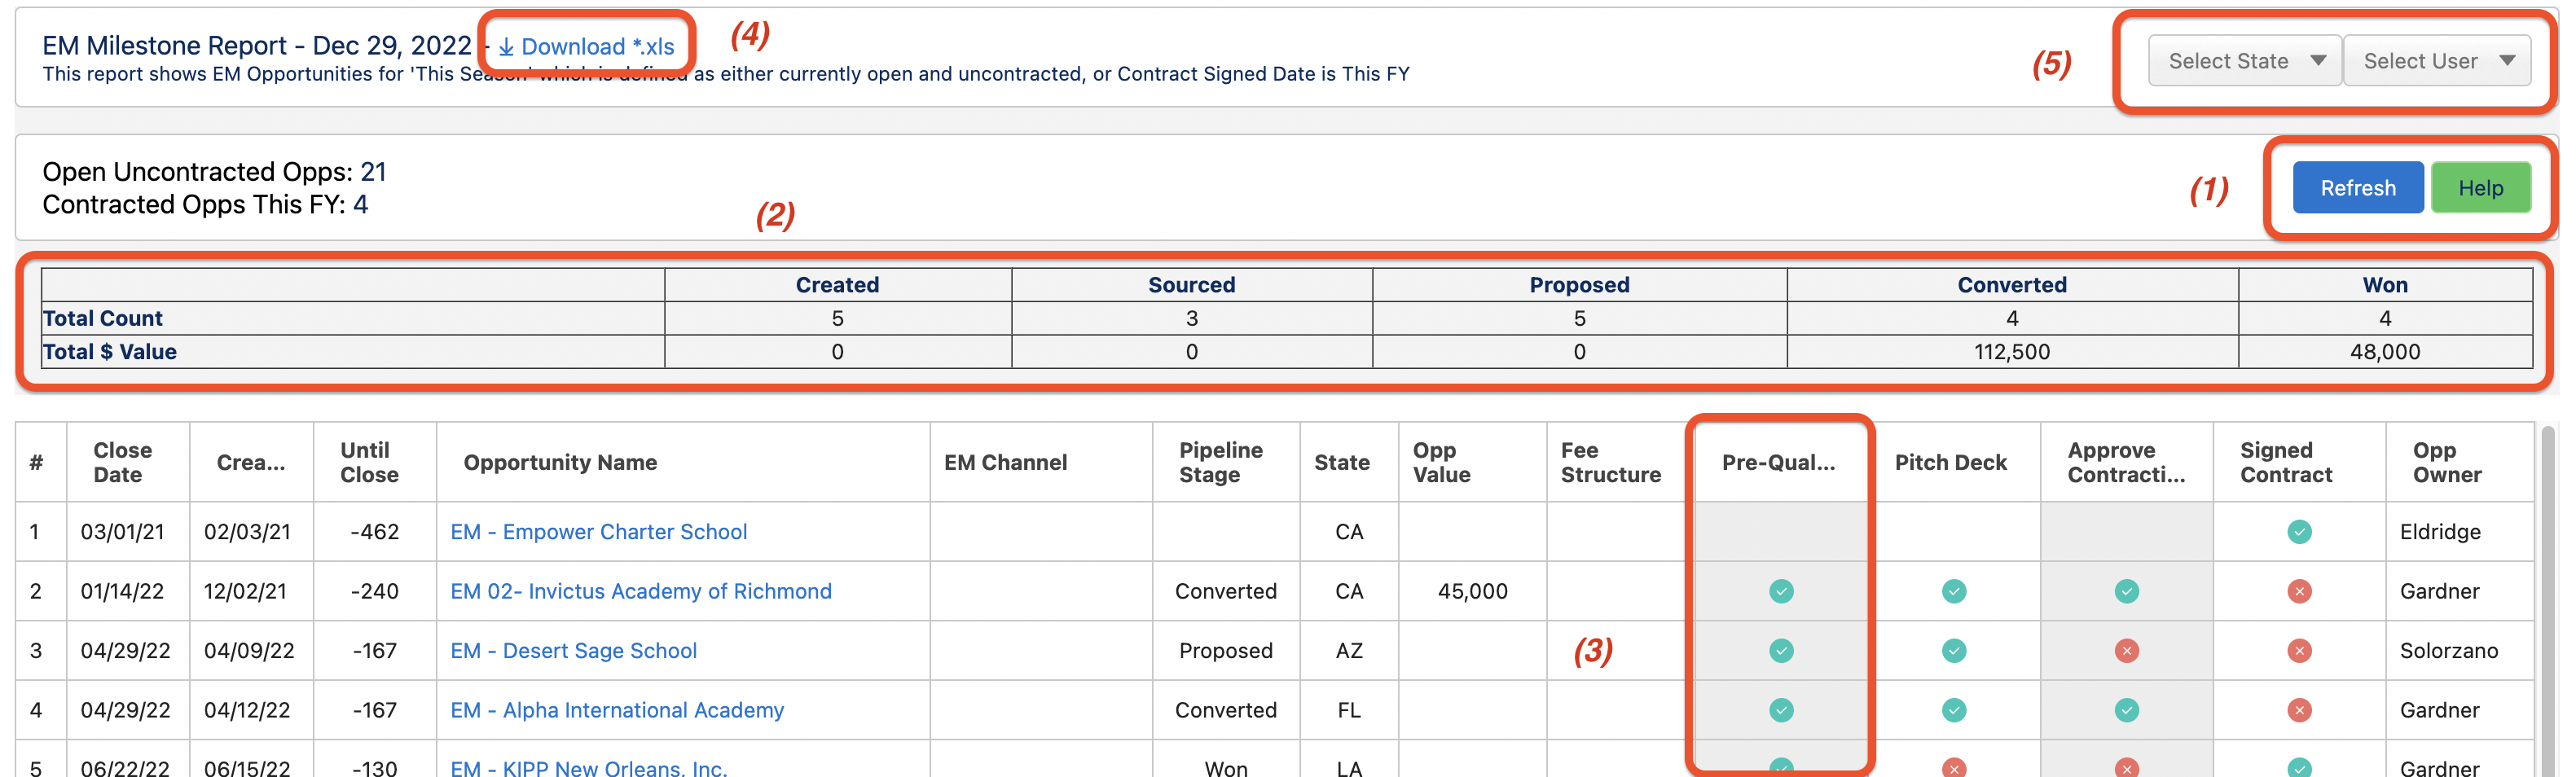 EM Milestone Report - Dec 29, 2022 - Download *.xls
(4)
This report shows EM Opportunities for 'This Season' which is defined as either currently open and uncontracted, or Contract Signed Date is This FY
(5)
Select State
Select User
Open Uncontracted Opps: 21
Contracted Opps This FY: 4
(2)
(1)
Refresh
Help
Created Sourced Proposed Converted Won
Total Count 5 3 5 4 4
Total $ Value 0 0 0 112,500 48,000
# Close Date Crea... Until Close Opportunity Name EM Channel Pipeline Stage State Opp Value Fee Structure Pre-Qual... Pitch Deck Approve Contracti... Signed Contract Opp Owner
1 03/01/21 02/03/21 -462 EM - Empower Charter School CA Eldridge
2 01/14/22 12/02/21 -240 EM 02- Invictus Academy of Richmond Converted CA 45,000 Gardner
3 04/29/22 04/09/22 -167 EM - Desert Sage School Proposed AZ (3) Solorzano
4 04/29/22 04/12/22 -167 EM - Alpha International Academy Converted FL Gardner
5 06/22/22 06/15/22 -130 EM - KIPP New Orleans, Inc. Won LA Gardner